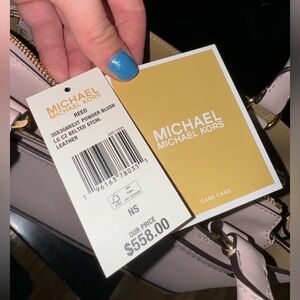 MICHAEL
MICHAEL KORS
REED
35S3G6RS3T POWDER BLUSH
LG CZ BELTED STCHL
LEATHER
NS
OUR PRICE
$558.00
MICHAEL
MICHAEL KORS
CARE CARD